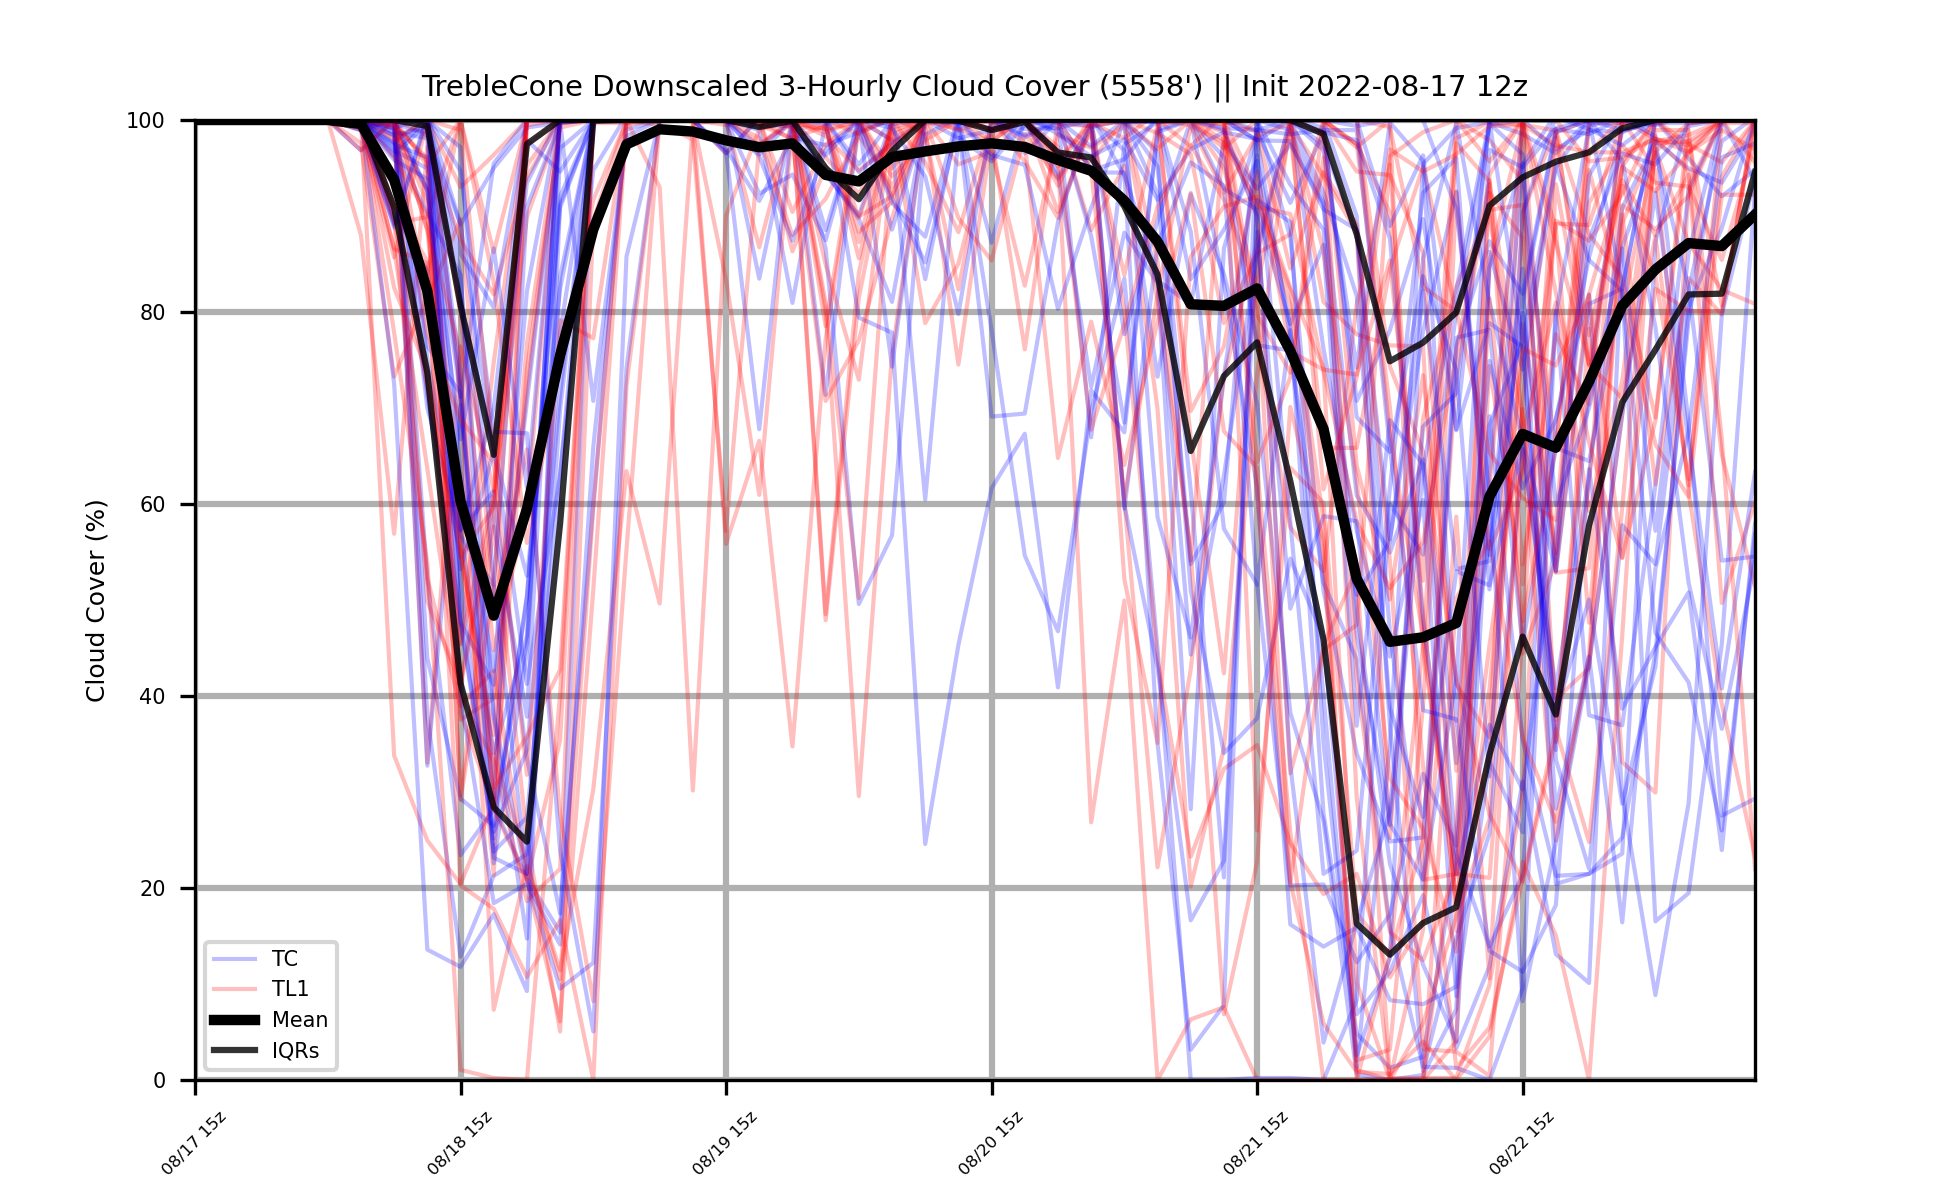 TrebleCone Downscaled 3-Hourly Cloud Cover (5558') || Init 2022-08-17 12z
Cloud Cover (%)
100
80
60
40
20
0
TC
TL1
Mean
IQRs
08/17 15z
08/18 15z
08/19 15z
08/20 15z
08/21 15z
08/22 15z